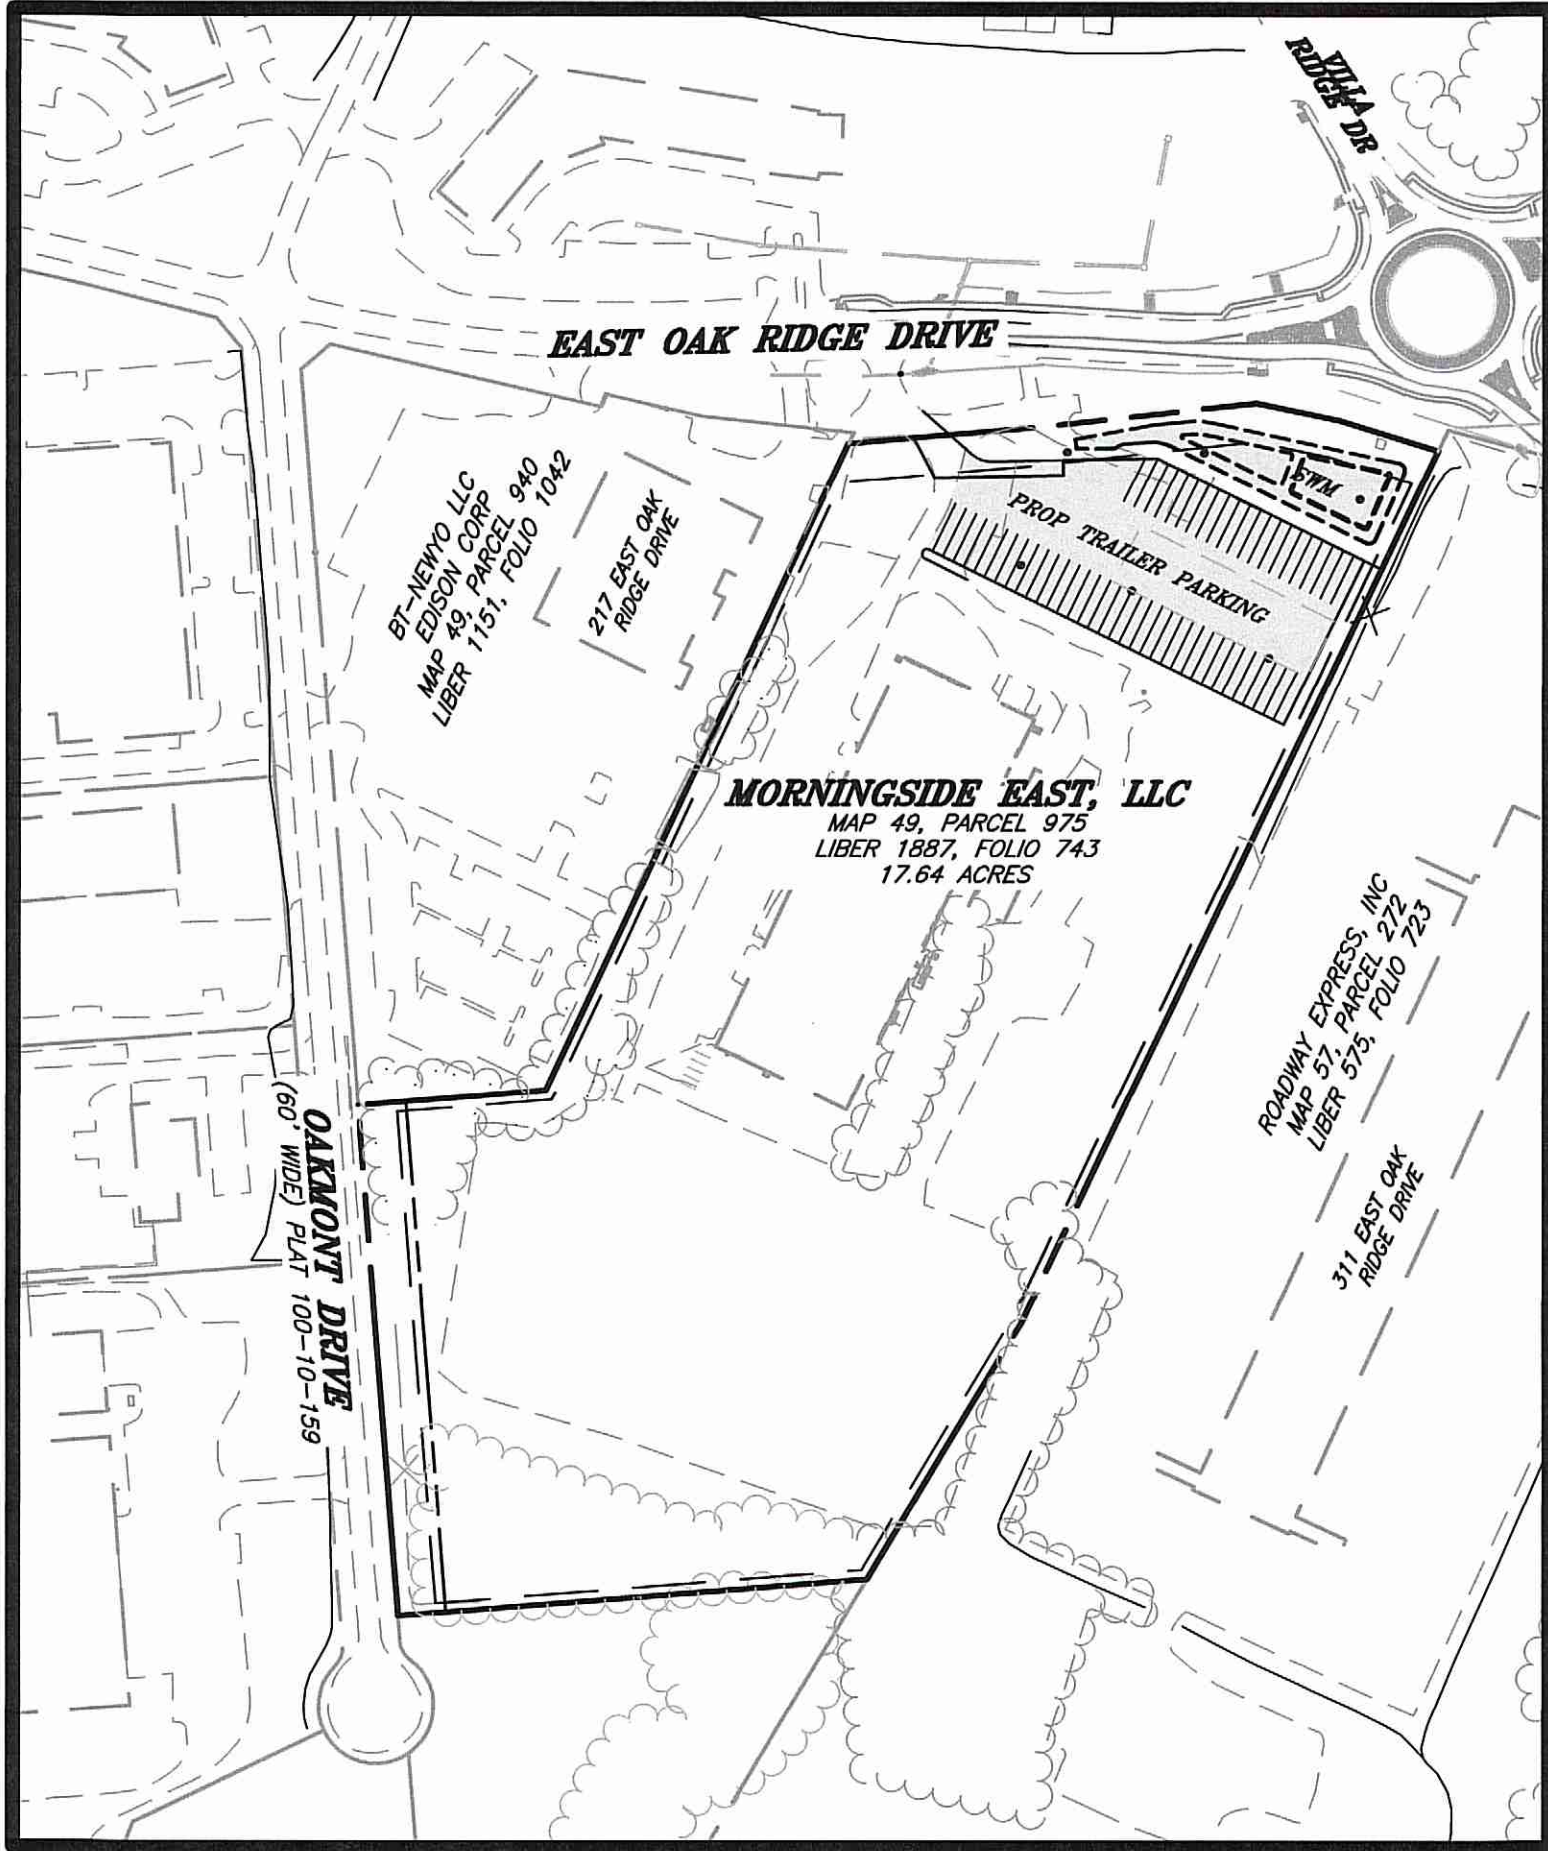 VILLA
RIDGE DR
EAST OAK RIDGE DRIVE
SWM
PROP TRAILER PARKING
BT-NEWYO LLC
EDISON CORP
MAP 49, PARCEL 940
LIBER 1151, FOLIO 1042
217 EAST OAK
RIDGE DRIVE
MORNINGSIDE EAST, LLC
MAP 49, PARCEL 975
LIBER 1887, FOLIO 743
17.64 ACRES
ROADWAY EXPRESS, INC
MAP 57, PARCEL 272
LIBER 575, FOLIO 723
311 EAST OAK
RIDGE DRIVE
OAKMONT DRIVE
(60' WIDE) PLAT 100-10-159